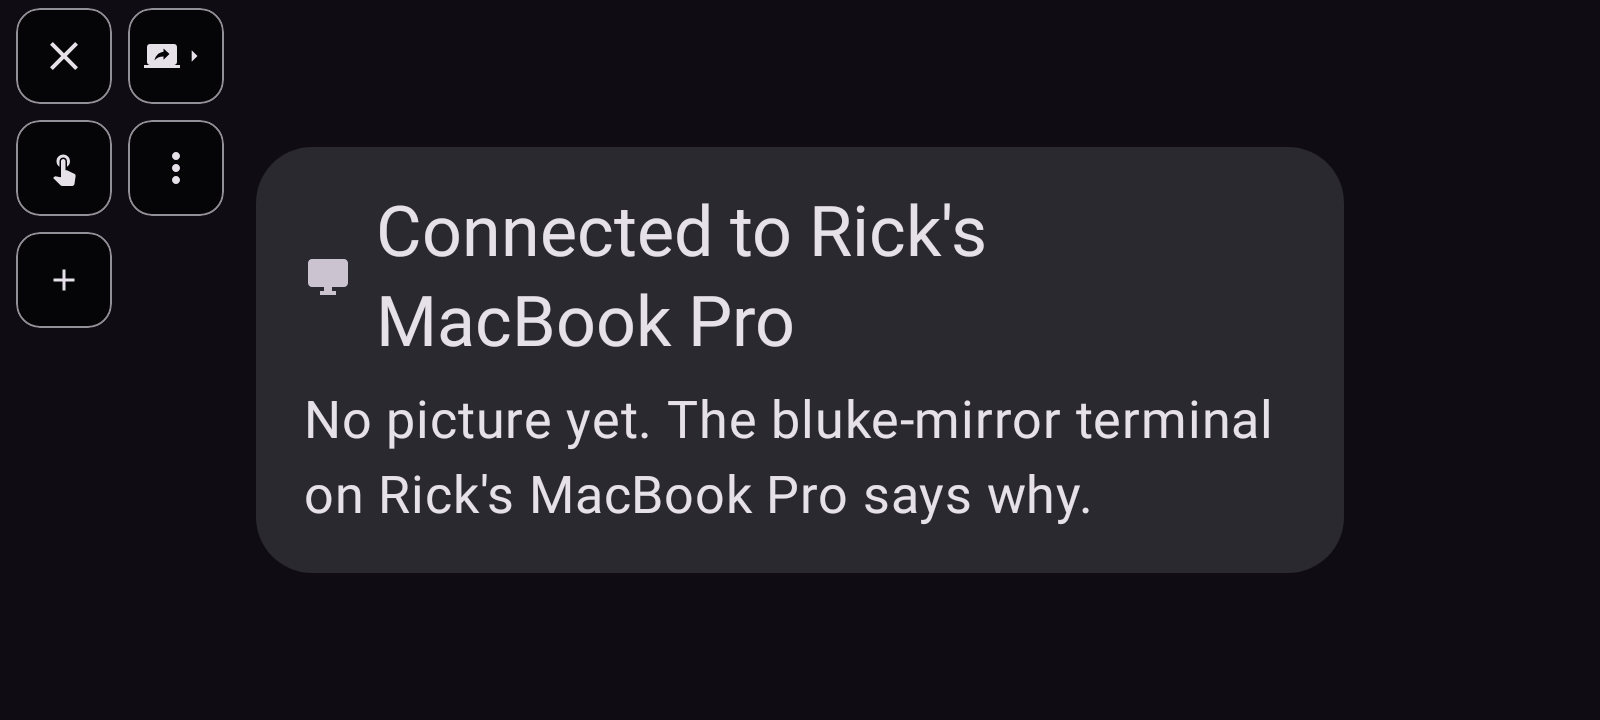 Connected to Rick's
MacBook Pro
No picture yet. The bluke-mirror terminal
on Rick's MacBook Pro says why.